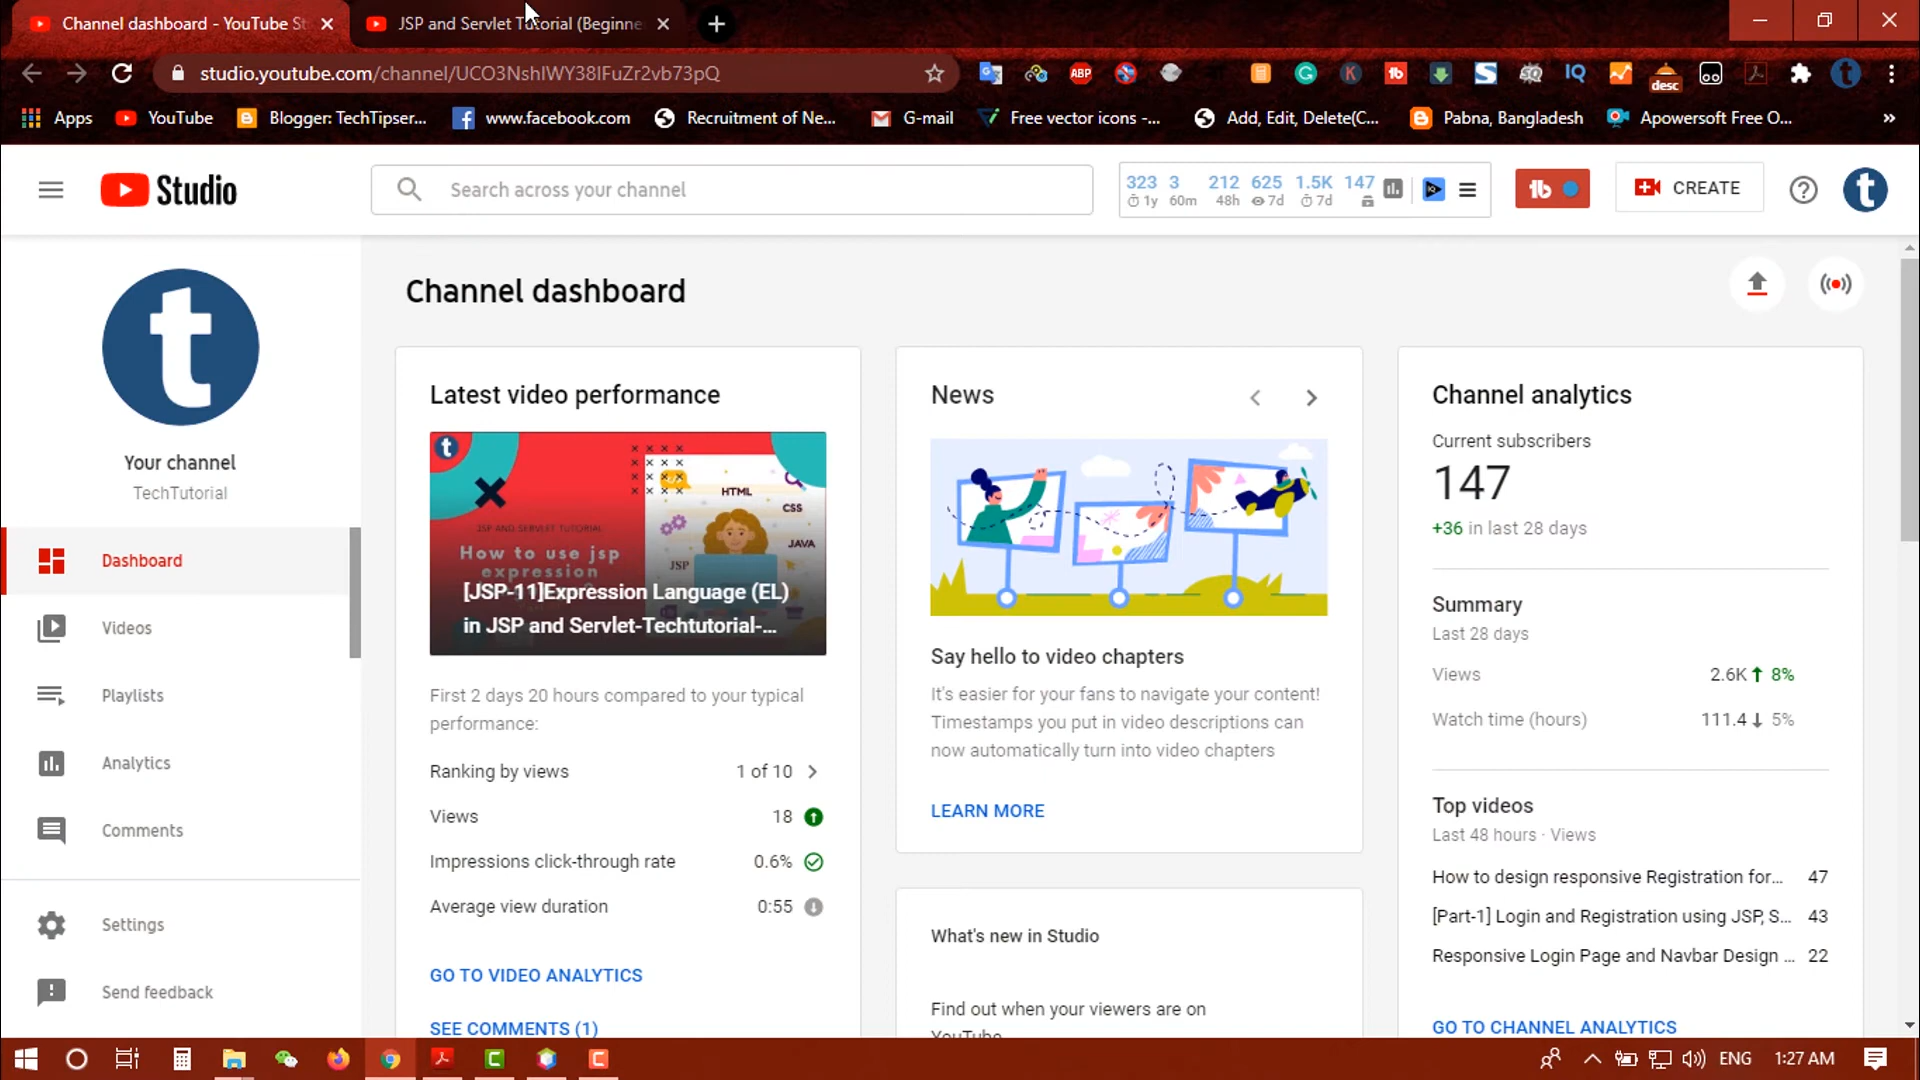 Channel dashboard - YouTube St
JSP and Servlet Tutorial (Beginne
studio.youtube.com/channel/UCO3NshIWY38IFuZr2vb73pQ
ABP
IQ
desc
Apps
YouTube
Blogger: TechTipser...
www.facebook.com
Recruitment of Ne...
G-mail
Free vector icons -...
Add, Edit, Delete(C...
Pabna, Bangladesh
Apowersoft Free O...
»
Studio
Search across your channel
323 3 212 625 1.5K 147
1y 60m 48h 7d 7d
CREATE
Your channel
TechTutorial
Dashboard
Videos
Playlists
Analytics
Comments
Settings
Send feedback
Channel dashboard
Latest video performance
HTML
CSS
JAVA
JSP
JSP AND SERVLET TUTORIAL
How to use jsp
expression
[JSP-11]Expression Language (EL)
in JSP and Servlet-Techtutorial-...
First 2 days 20 hours compared to your typical
performance:
Ranking by views 1 of 10
Views 18
Impressions click-through rate 0.6%
Average view duration 0:55
GO TO VIDEO ANALYTICS
SEE COMMENTS (1)
News
Say hello to video chapters
It's easier for your fans to navigate your content!
Timestamps you put in video descriptions can
now automatically turn into video chapters
LEARN MORE
What's new in Studio
Find out when your viewers are on
YouTube
Channel analytics
Current subscribers
147
+36 in last 28 days
Summary
Last 28 days
Views 2.6K 8%
Watch time (hours) 111.4 5%
Top videos
Last 48 hours · Views
How to design responsive Registration for... 47
[Part-1] Login and Registration using JSP, S... 43
Responsive Login Page and Navbar Design ... 22
GO TO CHANNEL ANALYTICS
ENG
1:27 AM